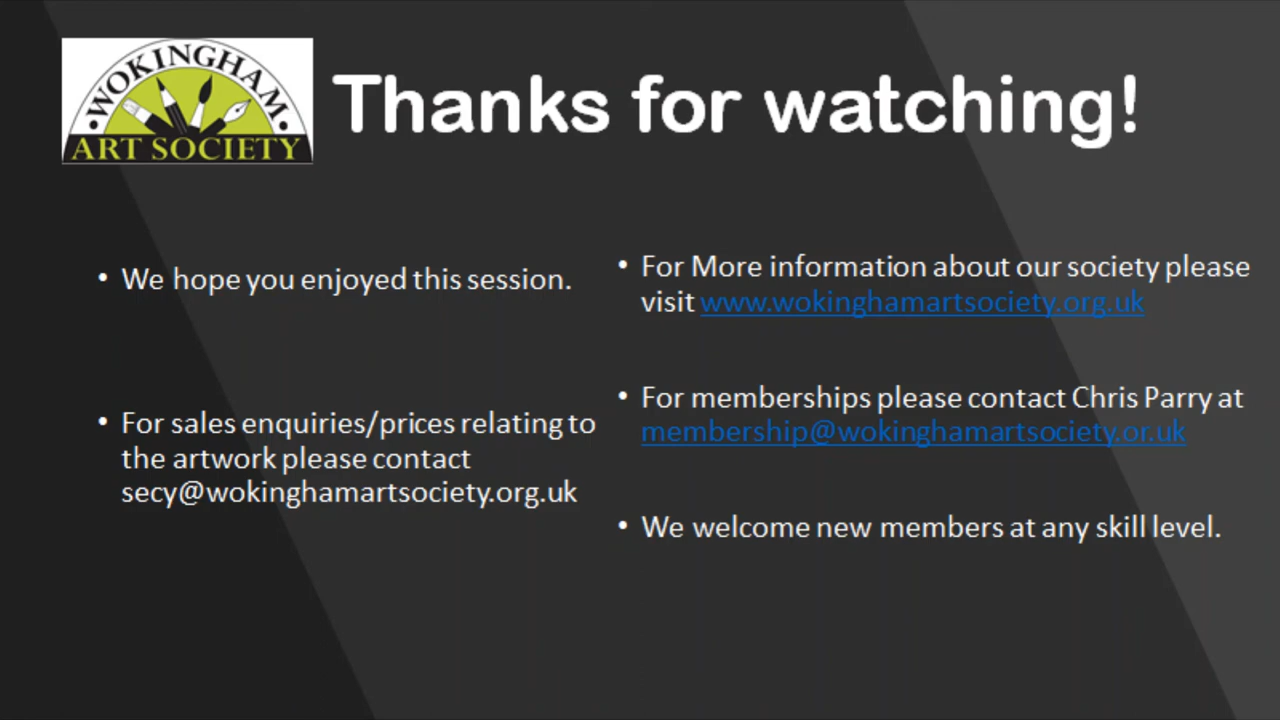 WOKINGHAM
ART SOCIETY
Thanks for watching!
• We hope you enjoyed this session.
• For sales enquiries/prices relating to
the artwork please contact
secy@wokinghamartsociety.org.uk
• For More information about our society please
visit www.wokinghamartsociety.org.uk
• For memberships please contact Chris Parry at
membership@wokinghamartsociety.or.uk
• We welcome new members at any skill level.